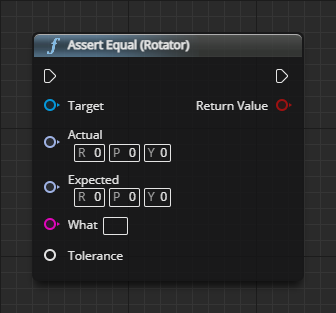 f Assert Equal (Rotator)
Target Return Value
Actual
R 0 P 0 Y 0
Expected
R 0 P 0 Y 0
What
Tolerance